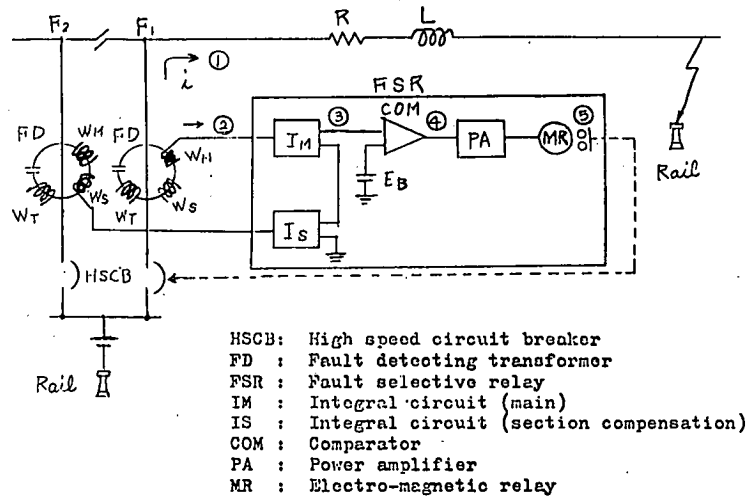 F2 F1 R L
i ①
FSR
FD WM FD WM ② IM ③ COM ④ PA MR ⑤
EB
WT WS WT WS
IS
Rail
HSCB
Rail
HSCB: High speed circuit breaker
FD : Fault detecting transformer
FSR : Fault selective relay
IM : Integral circuit (main)
IS : Integral circuit (section compensation)
COM : Comparator
PA : Power amplifier
MR : Electro-magnetic relay